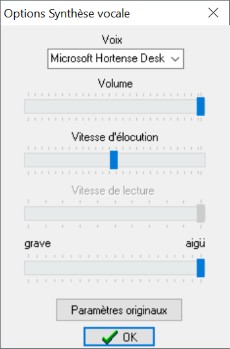 Options Synthèse vocale
Voix
Microsoft Hortense Desk
Volume
Vitesse d'élocution
Vitesse de lecture
grave aigü
Paramètres originaux
OK